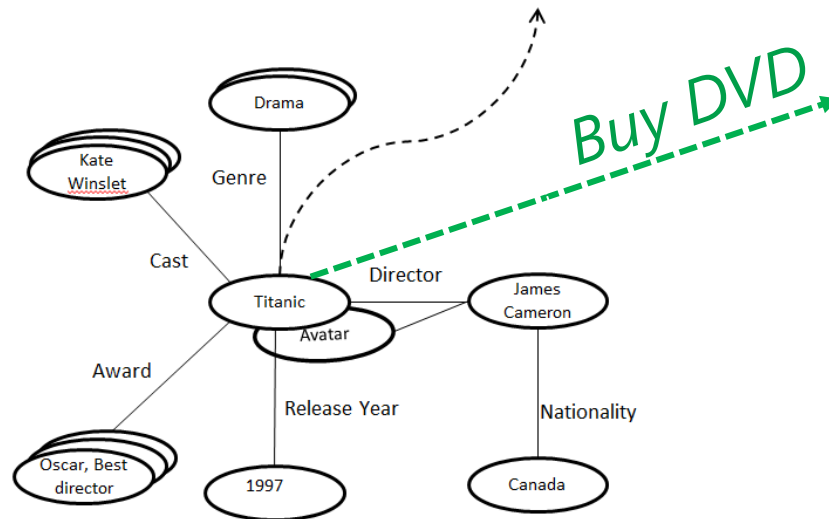 Drama
Buy DVD
Kate
Winslet
Genre
Cast
Director
Titanic
James
Cameron
Avatar
Award
Release Year
Nationality
Oscar, Best
director
1997
Canada